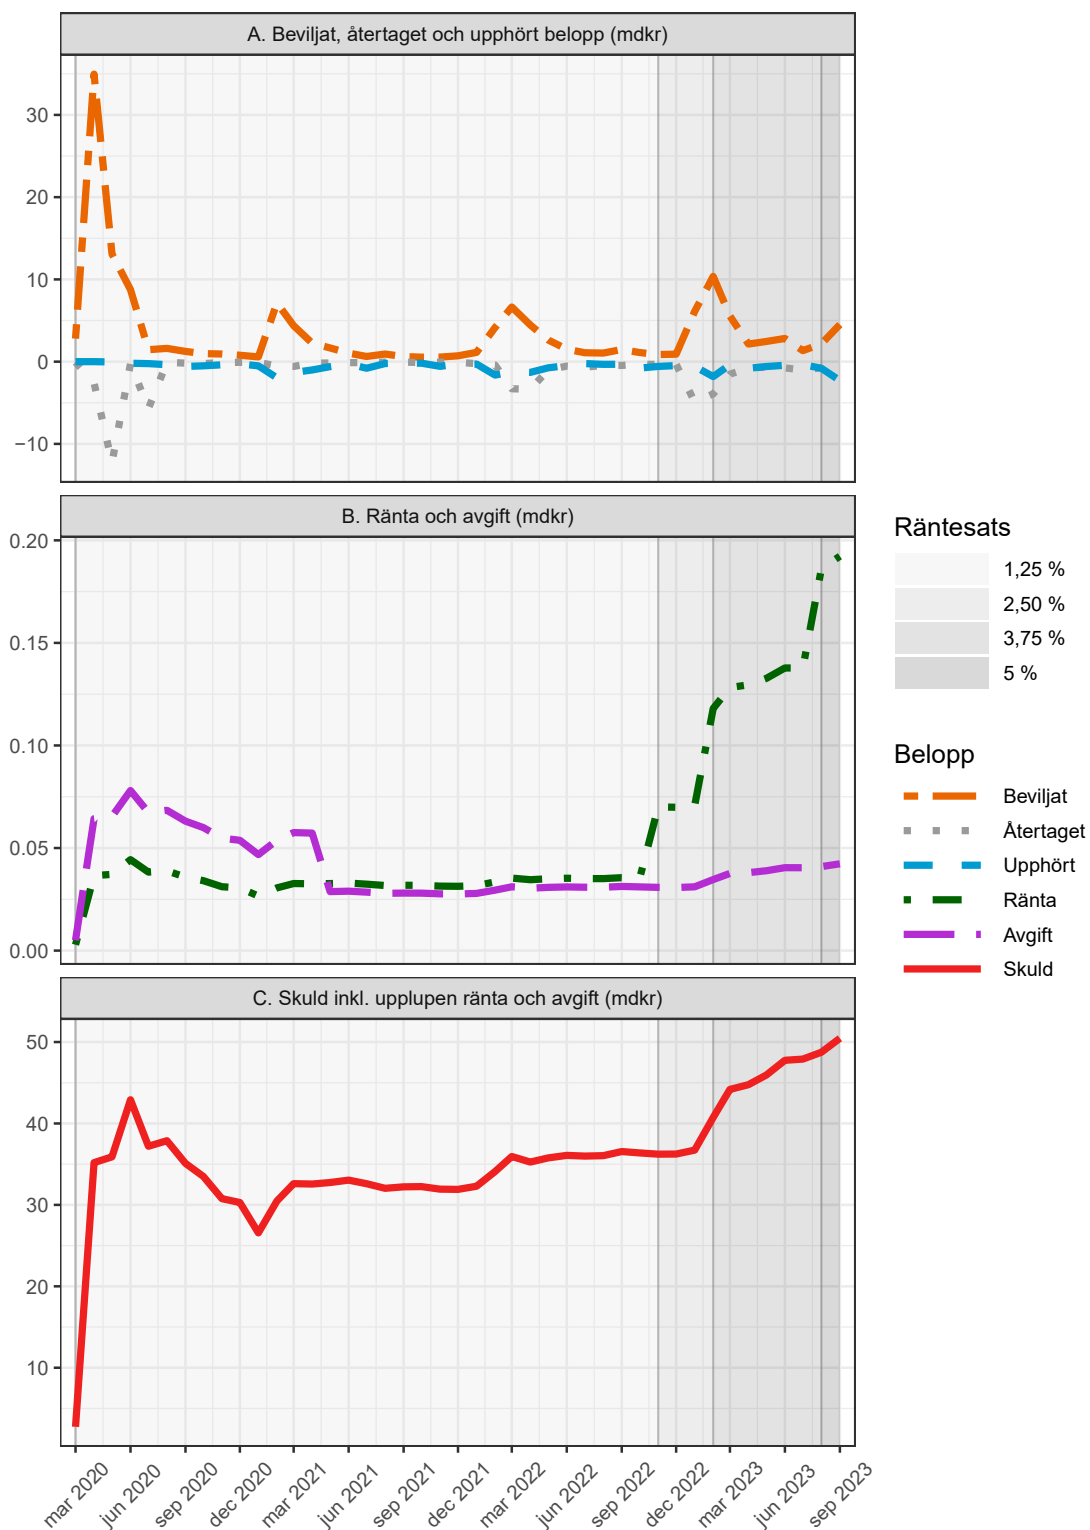 A. Beviljat, återtaget och upphört belopp (mdkr)
30
20
10
0
−10
B. Ränta och avgift (mdkr)
0.20
0.15
0.10
0.05
0.00
C. Skuld inkl. upplupen ränta och avgift (mdkr)
50
40
30
20
10
mar 2020
jun 2020
sep 2020
dec 2020
mar 2021
jun 2021
sep 2021
dec 2021
mar 2022
jun 2022
sep 2022
dec 2022
mar 2023
jun 2023
sep 2023
Räntesats
1,25 %
2,50 %
3,75 %
5 %
Belopp
Beviljat
Återtaget
Upphört
Ränta
Avgift
Skuld